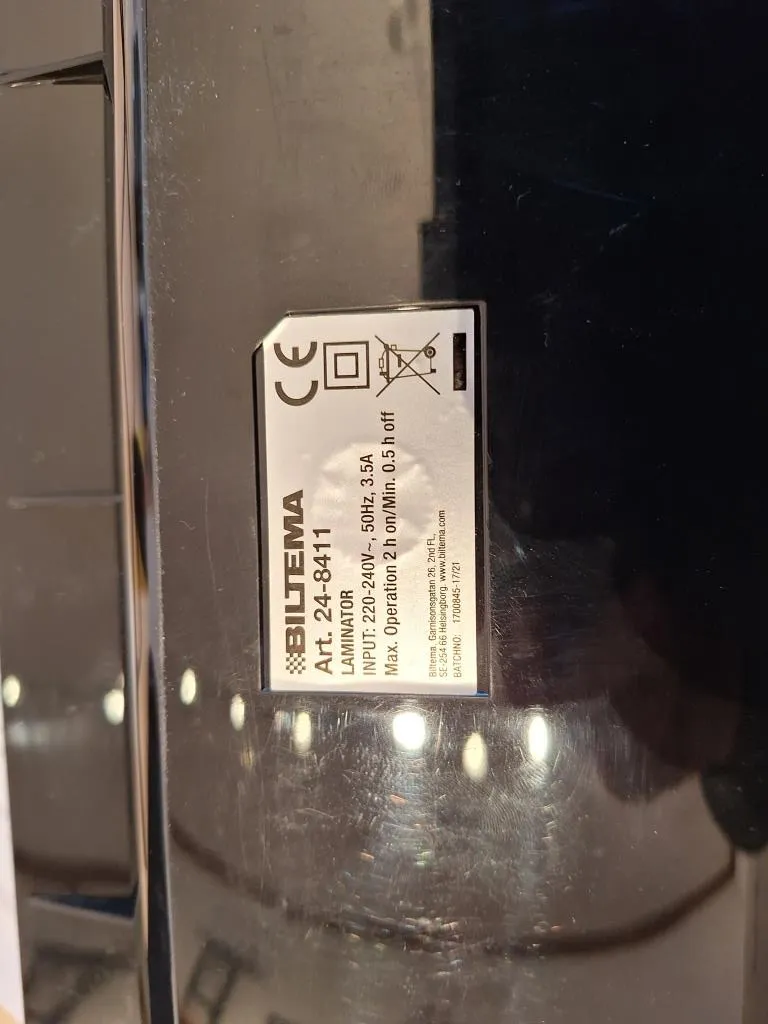 BILTEMA
Art. 24-8411
LAMINATOR
INPUT: 220-240V~, 50Hz, 3.5A
Max. Operation 2 h on/Min. 0.5 h off
Biltema, Garnisonsgatan 26, 2nd FL,
SE-254 66 Helsingborg www.biltema.com
BATCHNO: 1700845-17/21
CE